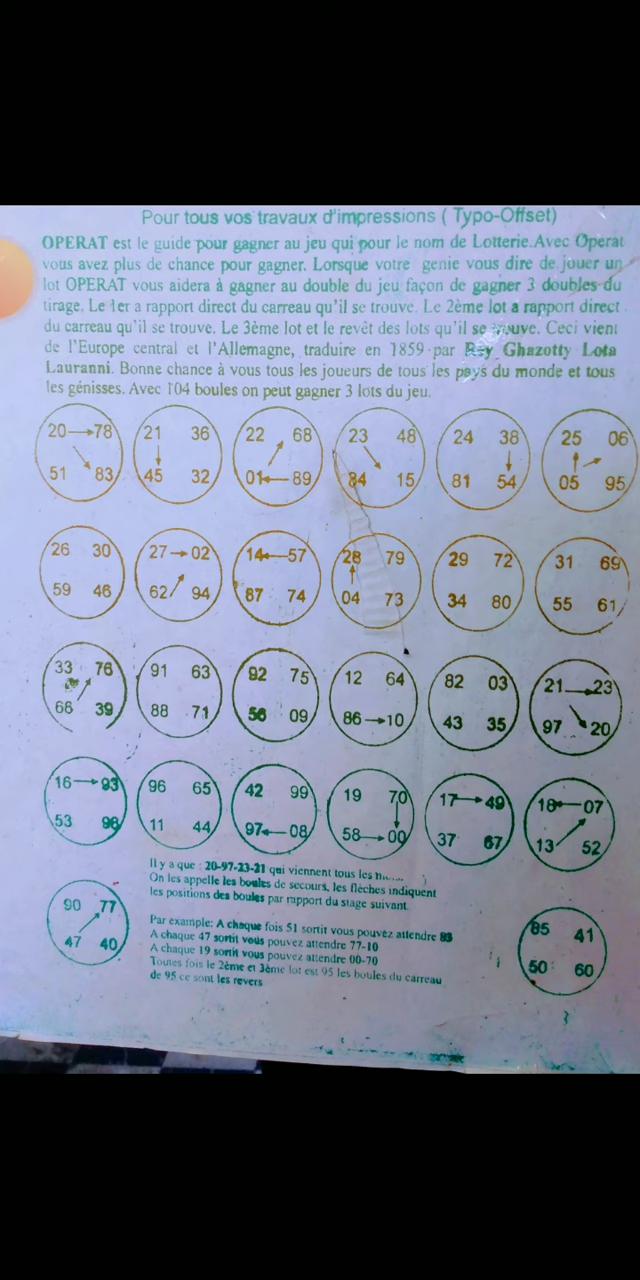 Pour tous vos travaux d'impressions ( Typo-Offset)
OPERAT est le guide pour gagner au jeu qui pour le nom de Lotterie.Avec Operat
vous avez plus de chance pour gagner. Lorsque votre genie vous dire de jouer un
lot OPERAT vous aidera à gagner au double du jeu façon de gagner 3 doubles du
tirage. Le 1er a rapport direct du carreau qu'il se trouve. Le 2ème lot a rapport direct
du carreau qu'il se trouve. Le 3ème lot et le revêt des lots qu'il se trouve. Ceci vient
de l'Europe central et l'Allemagne, traduire en 1859 par Rey Ghazotty Lota
Lauranni. Bonne chance à vous tous les joueurs de tous les pays du monde et tous
les génisses. Avec 104 boules on peut gagner 3 lots du jeu.
20→78 21 36 22 68 23 48 24 38 25 06
51 83 45 32 01←89 84 15 81 54 05 95
26 30 27→02 14←57 28 79 29 72 31 69
59 46 62 94 87 74 04 73 34 80 55 61
33 76 91 63 92 75 12 64 82 03 21→23
66 39 88 71 56 09 86→10 43 35 97 20
16→93 96 65 42 99 19 70 17→49 18←07
53 98 11 44 97←08 58→00 37 67 13 52
Il y a que : 20-97-23-21 qui viennent tous les
On les appelle les boules de secours, les flèches indiquent
les positions des boules par rapport du stage suivant
90 77
47 40
Par example: A chaque fois 51 sortit vous pouvez attendre 83
A chaque 47 sortit vous pouvez attendre 77-10
A chaque 19 sortit vous pouvez attendre 00-70
Toutes fois le 2ème et 3ème lot est 95 les boules du carreau
de 95 ce sont les revers
85 41
50 60